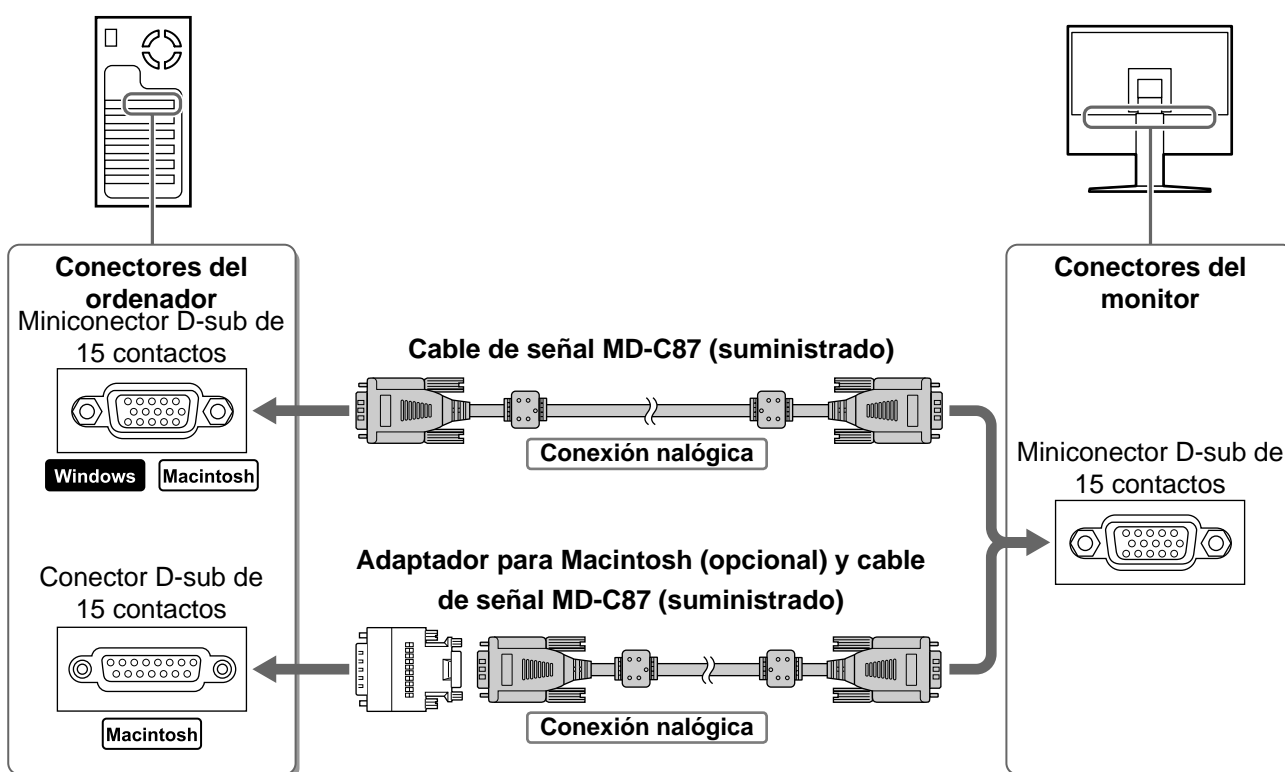 Conectores del
ordenador
Miniconector D-sub de
15 contactos
Windows
Macintosh
Conector D-sub de
15 contactos
Macintosh
Cable de señal MD-C87 (suministrado)
Conexión nalógica
Adaptador para Macintosh (opcional) y cable
de señal MD-C87 (suministrado)
Conexión nalógica
Conectores del
monitor
Miniconector D-sub de
15 contactos